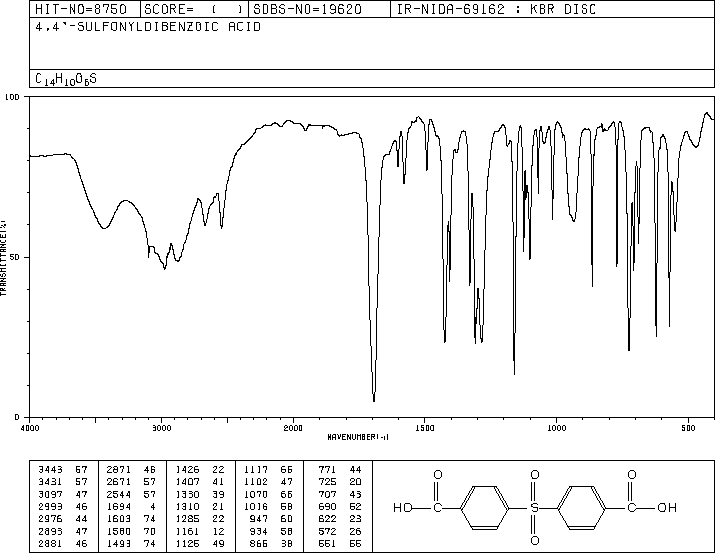 HIT-NO=8750 SCORE= ( ) SDBS-NO=19620 IR-NIDA-69162 : KBR DISC
4,4'-SULFONYLDIBENZOIC ACID
C14H10O6S
100
50
0
TRANSMITTANCE(%)
4000 3000 2000 1500 1000 500
WAVENUMBER(-1)
3443 57 2871 46 1426 22 1117 66 771 44
3431 57 2671 57 1407 41 1102 47 725 20
3097 47 2544 57 1330 39 1070 66 707 43
2993 46 1694 4 1310 21 1016 58 690 52
2976 44 1603 74 1285 22 947 60 622 23
2893 47 1580 70 1161 12 934 58 572 26
2881 46 1493 74 1125 49 866 38 551 55
O O O
HO C S C OH
O